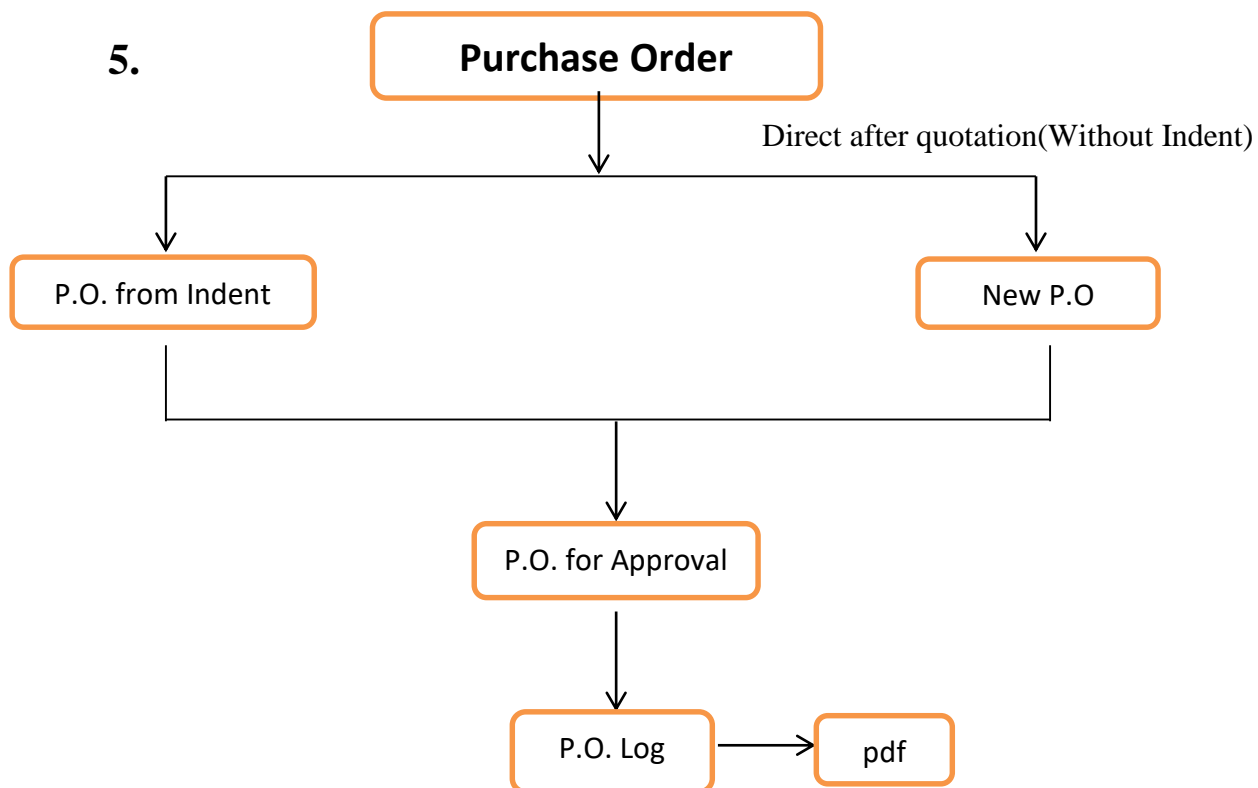 5.
Purchase Order
Direct after quotation(Without Indent)
P.O. from Indent
New P.O
P.O. for Approval
P.O. Log
pdf